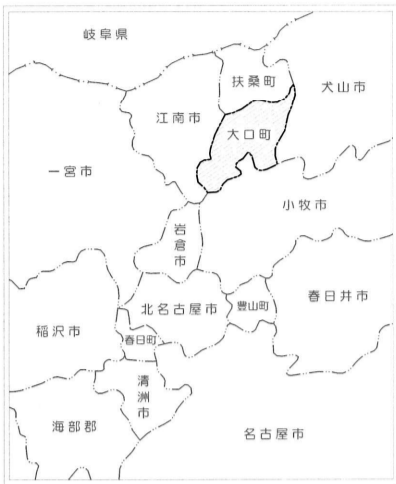 岐阜県
扶桑町
犬山市
江南市
大口町
一宮市
小牧市
岩倉市
春日井市
北名古屋市
豊山町
稲沢市
春日町
清洲市
海部郡
名古屋市